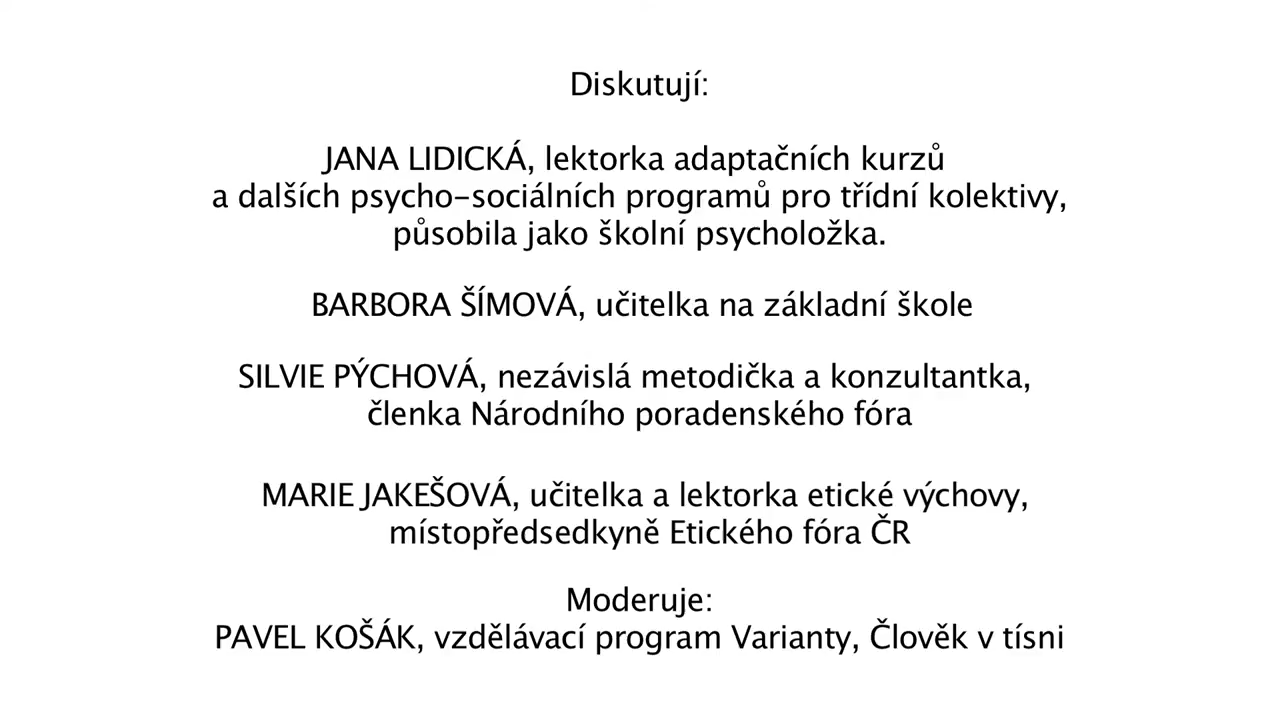 Diskutují:
JANA LIDICKÁ, lektorka adaptačních kurzů
a dalších psycho-sociálních programů pro třídní kolektivy,
působila jako školní psycholožka.
BARBORA ŠÍMOVÁ, učitelka na základní škole
SILVIE PÝCHOVÁ, nezávislá metodička a konzultantka,
členka Národního poradenského fóra
MARIE JAKEŠOVÁ, učitelka a lektorka etické výchovy,
místopředsedkyně Etického fóra ČR
Moderuje:
PAVEL KOŠÁK, vzdělávací program Varianty, Člověk v tísni